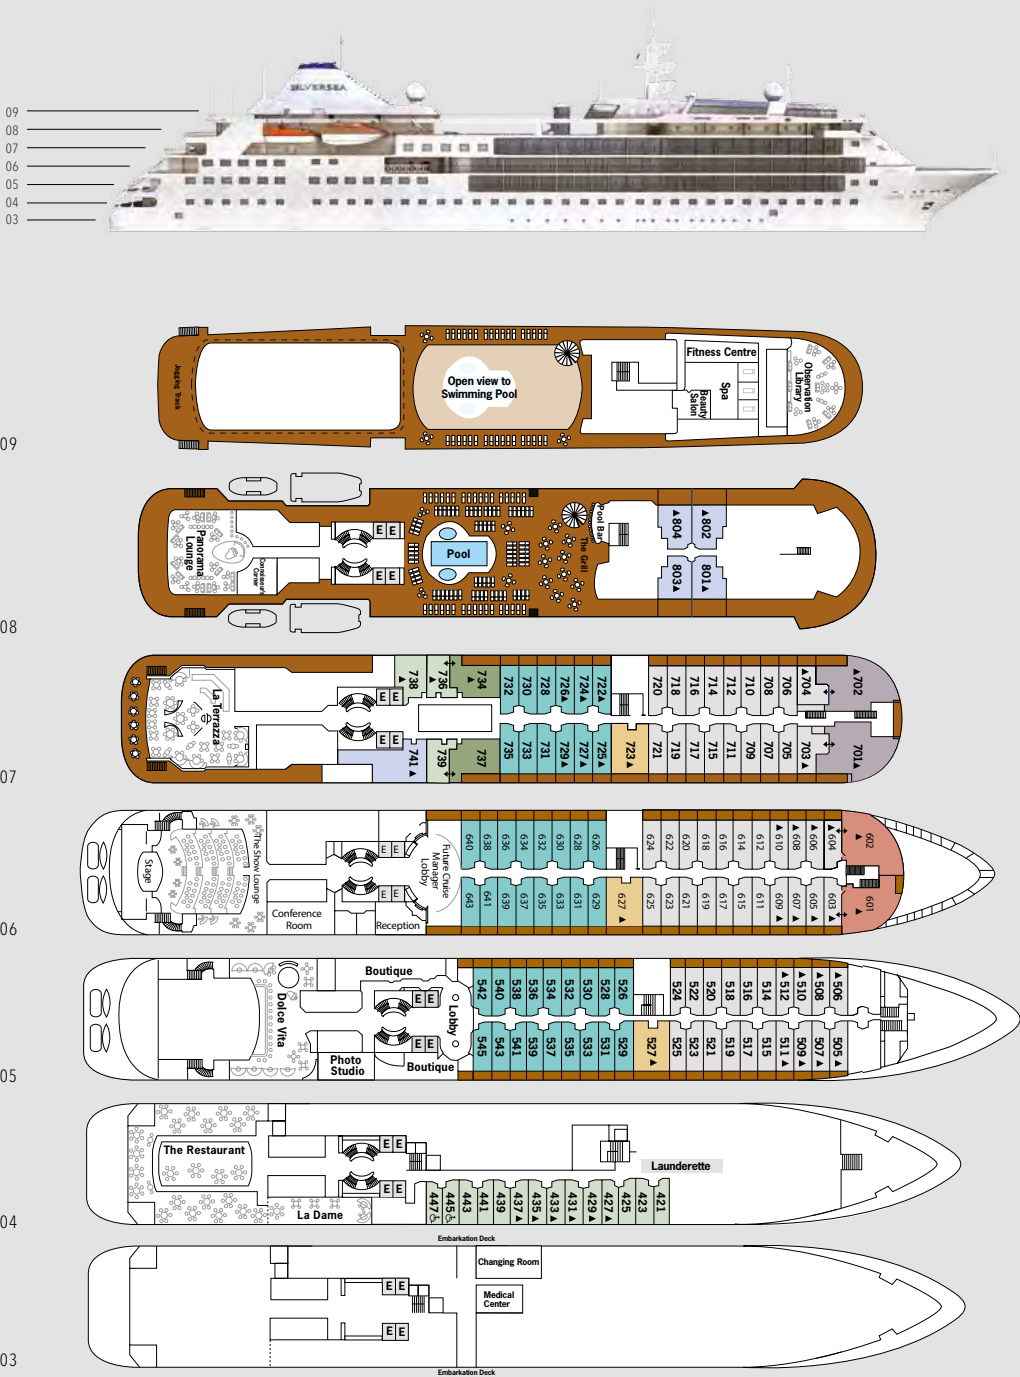 SILVERSEA
09
08
07
06
05
04
03
Jogging Track
Open view to
Swimming Pool
Fitness Centre
Spa
Beauty
Salon
Observation
Library
09
Panorama
Lounge
Connoisseur's
Corner
E E
E E
Pool
The Grill
Pool Bar
804 802
803 801
08
La Terrazza
E E
E E
738 736 734 732 730 728 726 724 722 720 718 716 714 712 710 708 706 704 702
741 739 737 735 733 731 729 727 725 723 721 719 717 715 711 709 707 705 703 701
07
Stage
The Show Lounge
Conference
Room
Reception
E E
E E
Future Cruise
Manager
Lobby
640 638 636 634 632 630 628 626 624 622 620 618 616 614 612 610 608 606 604 602
643 641 639 637 635 633 631 629 627 625 623 621 619 617 615 611 609 607 605 603 601
06
Dolce Vita
Boutique
E E
E E
Lobby
Photo
Studio
Boutique
542 540 538 536 534 532 530 528 526 524 522 520 518 516 514 512 510 508 506
545 543 541 539 537 535 533 531 529 527 525 523 521 519 517 515 511 509 507 505
05
The Restaurant
E E
E E
La Dame
Launderette
447 445 443 441 439 437 435 433 431 429 427 425 423 421
04
Embarkation Deck
Changing Room
Medical
Center
E E
E E
03
Embarkation Deck